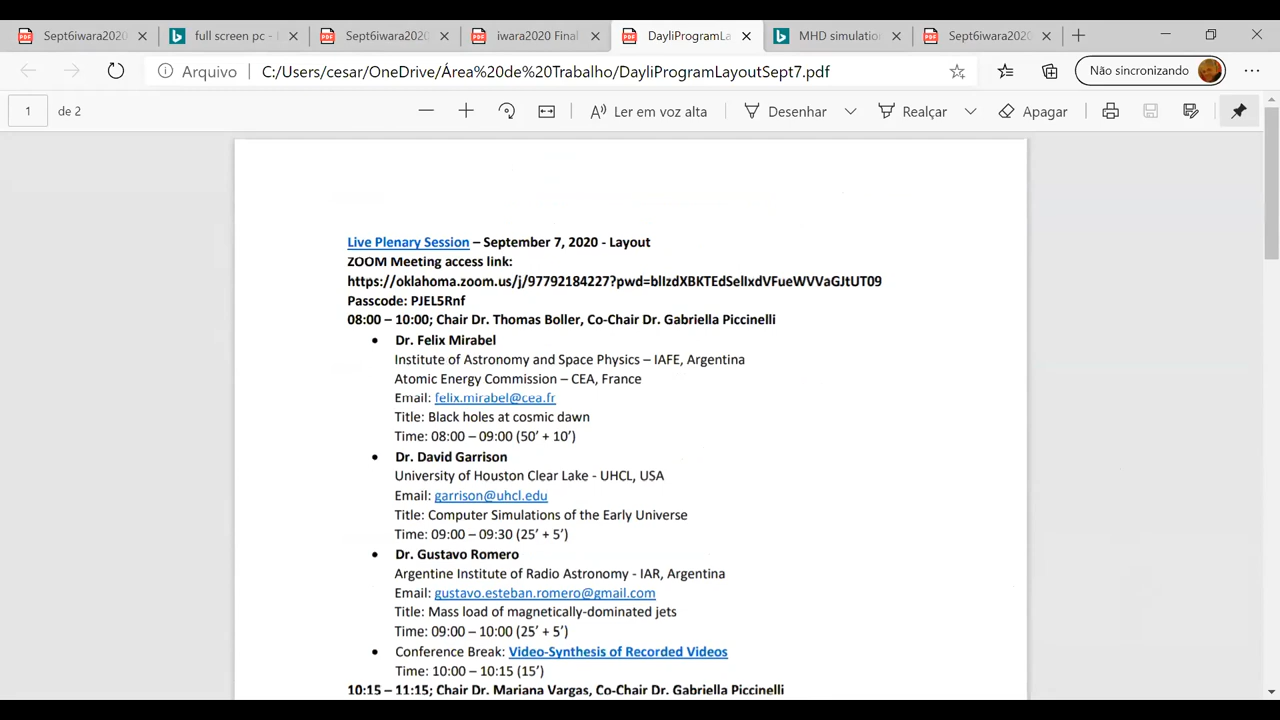 Sept6iwara2020
full screen pc -
Sept6iwara2020
iwara2020 Final
DayliProgramLa
MHD simulation
Sept6iwara2020
Arquivo
C:/Users/cesar/OneDrive/Área%20de%20Trabalho/DayliProgramLayoutSept7.pdf
Não sincronizando
1 de 2
Ler em voz alta
Desenhar
Realçar
Apagar
Live Plenary Session – September 7, 2020 - Layout
ZOOM Meeting access link:
https://oklahoma.zoom.us/j/97792184227?pwd=blIzdXBKTEdSelIxdVFueWVVaGJtUT09
Passcode: PJEL5Rnf
08:00 – 10:00; Chair Dr. Thomas Boller, Co-Chair Dr. Gabriella Piccinelli
• Dr. Felix Mirabel
Institute of Astronomy and Space Physics – IAFE, Argentina
Atomic Energy Commission – CEA, France
Email: felix.mirabel@cea.fr
Title: Black holes at cosmic dawn
Time: 08:00 – 09:00 (50’ + 10’)
• Dr. David Garrison
University of Houston Clear Lake - UHCL, USA
Email: garrison@uhcl.edu
Title: Computer Simulations of the Early Universe
Time: 09:00 – 09:30 (25’ + 5’)
• Dr. Gustavo Romero
Argentine Institute of Radio Astronomy - IAR, Argentina
Email: gustavo.esteban.romero@gmail.com
Title: Mass load of magnetically-dominated jets
Time: 09:00 – 10:00 (25’ + 5’)
• Conference Break: Video-Synthesis of Recorded Videos
Time: 10:00 – 10:15 (15’)
10:15 – 11:15; Chair Dr. Mariana Vargas, Co-Chair Dr. Gabriella Piccinelli